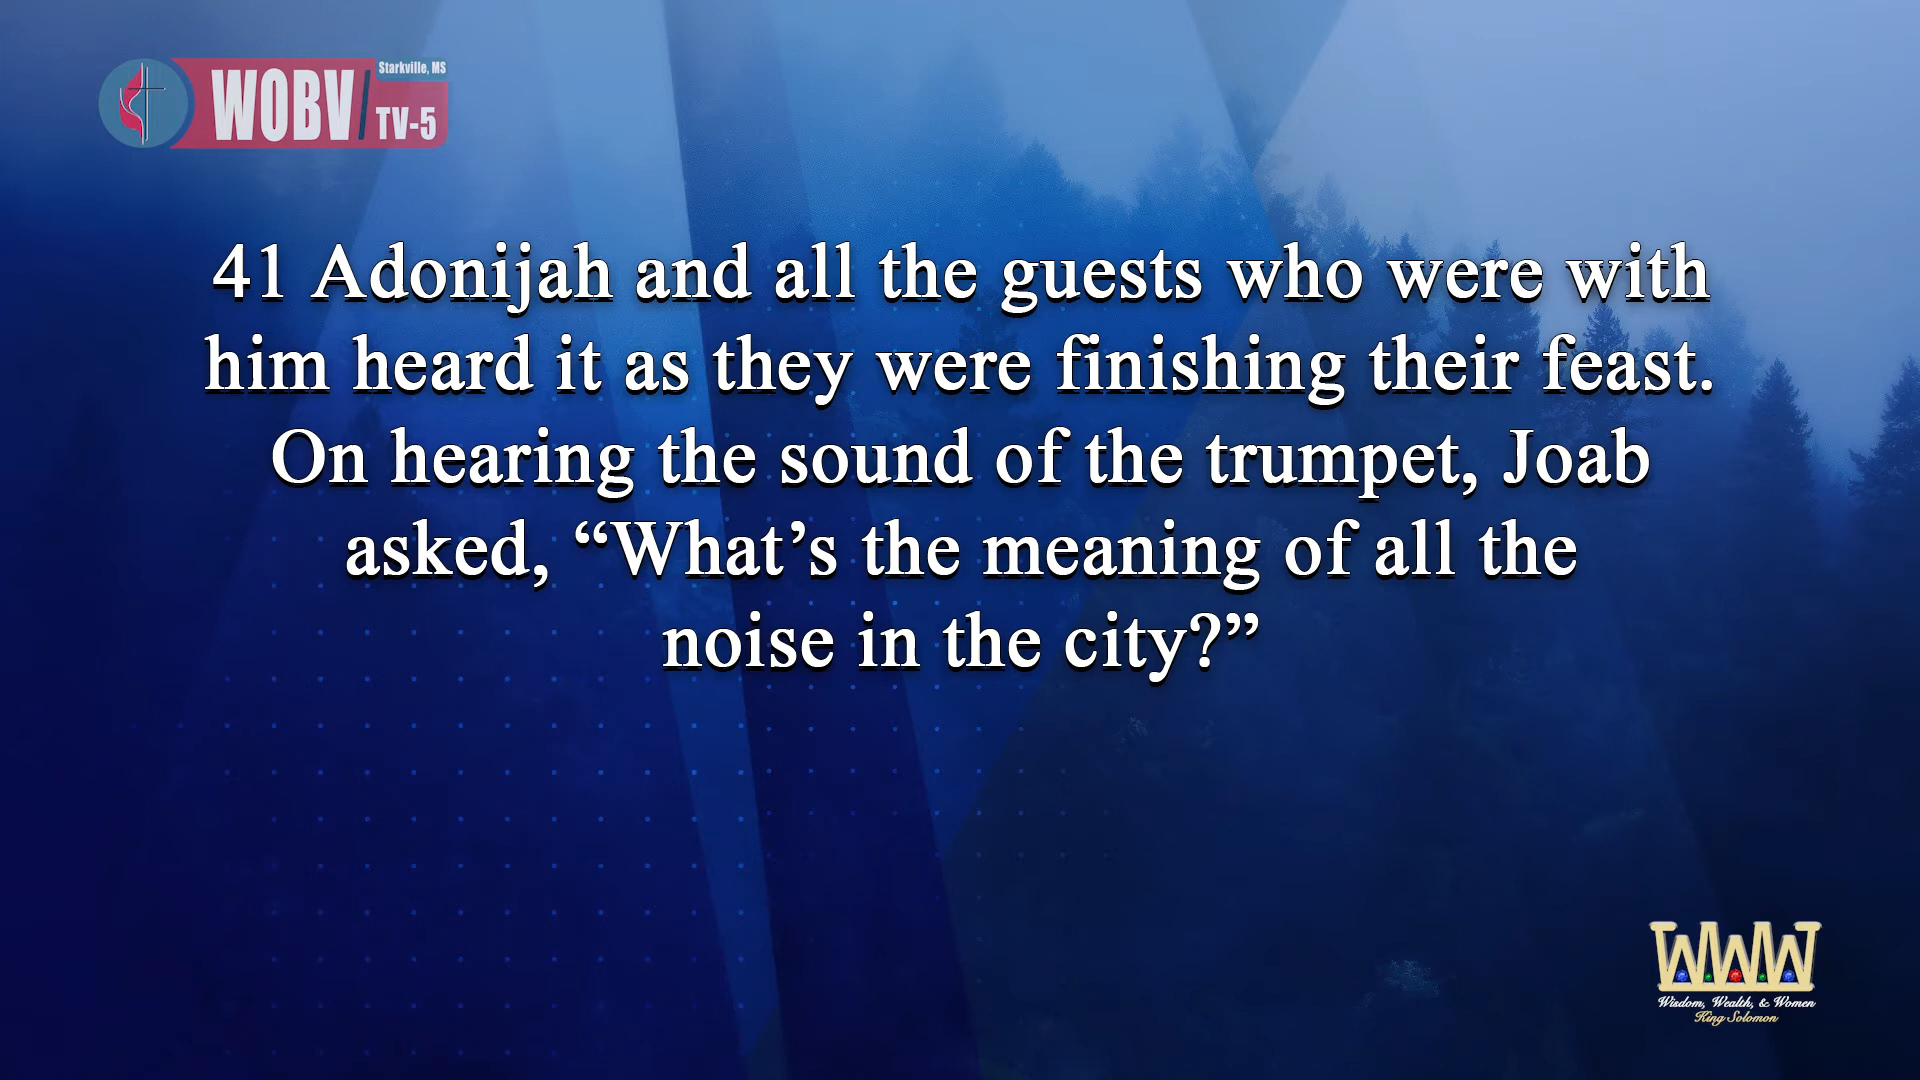 Starkville, MS
WOBV
TV-5
41 Adonijah and all the guests who were with
him heard it as they were finishing their feast.
On hearing the sound of the trumpet, Joab
asked, “What’s the meaning of all the
noise in the city?”
WWW
Wisdom, Wealth, & Women
King Solomon